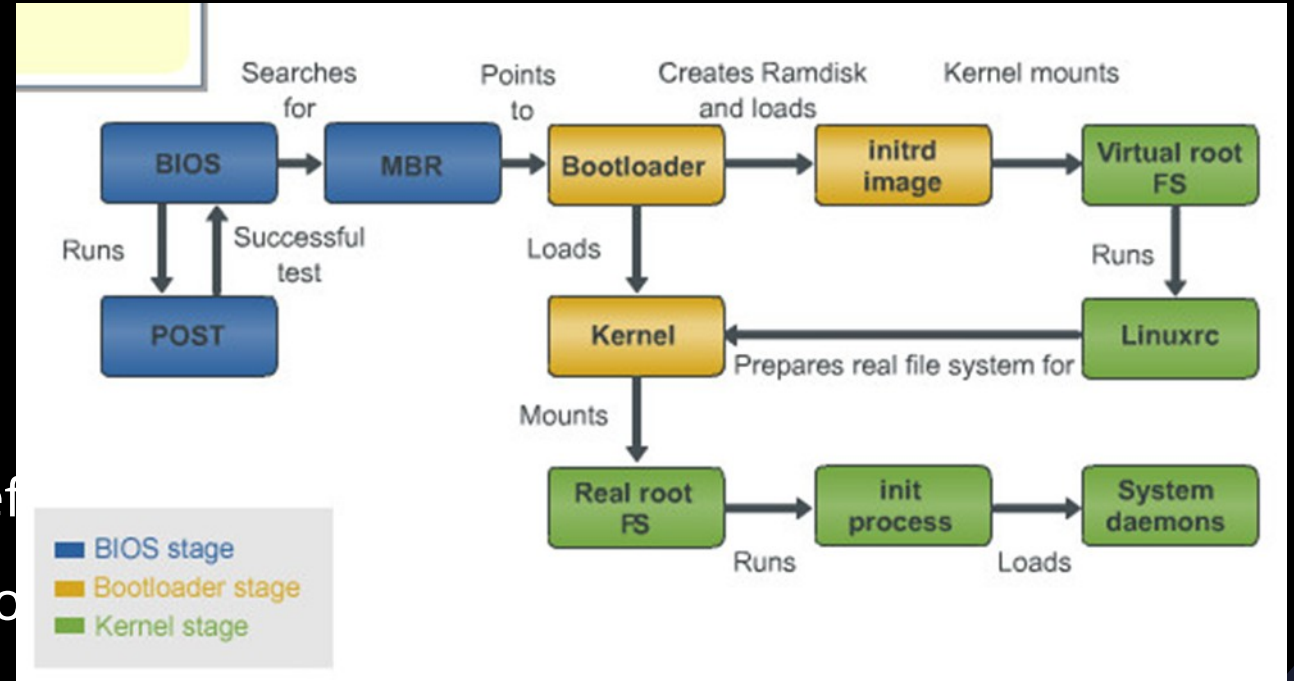 Searches
for
Points
to
Creates Ramdisk
and loads
Kernel mounts
BIOS
MBR
Bootloader
initrd
image
Virtual root
FS
Runs
Successful
test
Loads
Runs
POST
Kernel
Prepares real file system for
Linuxrc
Mounts
Real root
FS
init
process
System
daemons
Runs
Loads
BIOS stage
Bootloader stage
Kernel stage